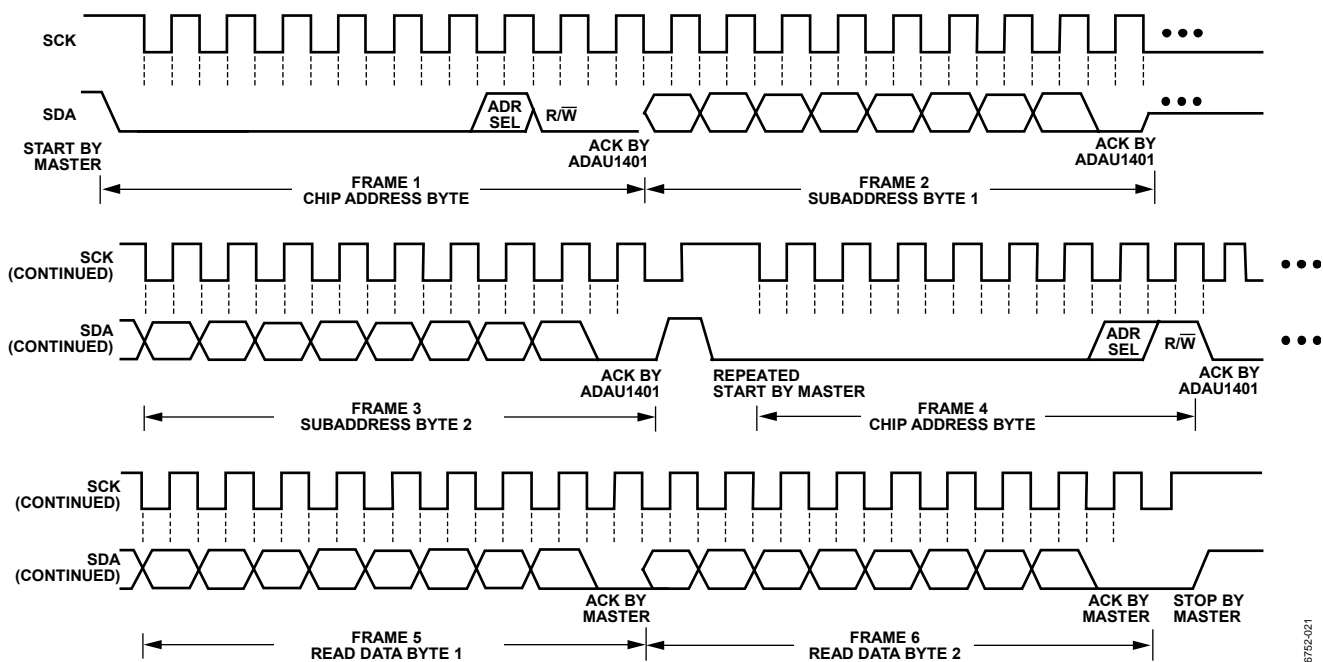 SCK
SDA
ADR
SEL
R/W̅
START BY
MASTER
ACK BY
ADAU1401
ACK BY
ADAU1401
FRAME 1
CHIP ADDRESS BYTE
FRAME 2
SUBADDRESS BYTE 1
SCK
(CONTINUED)
SDA
(CONTINUED)
ADR
SEL
R/W̅
ACK BY
ADAU1401
REPEATED
START BY MASTER
ACK BY
ADAU1401
FRAME 3
SUBADDRESS BYTE 2
FRAME 4
CHIP ADDRESS BYTE
SCK
(CONTINUED)
SDA
(CONTINUED)
ACK BY
MASTER
ACK BY
MASTER
STOP BY
MASTER
FRAME 5
READ DATA BYTE 1
FRAME 6
READ DATA BYTE 2
6752-021